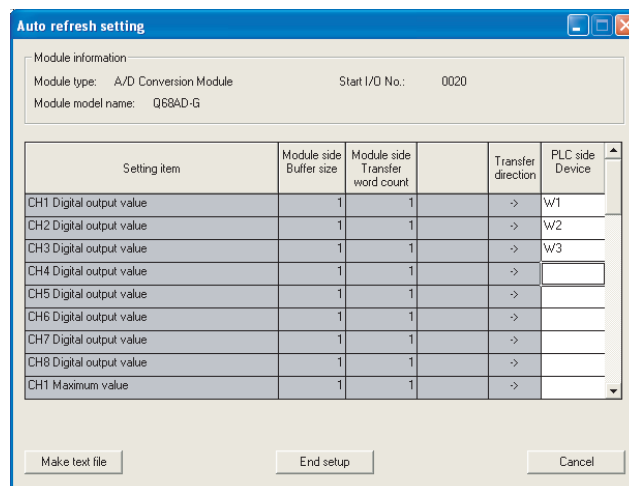 Auto refresh setting
Module information
Module type: A/D Conversion Module Start I/O No.: 0020
Module model name: Q68AD-G
Setting item Module side Buffer size Module side Transfer word count Transfer direction PLC side Device
CH1 Digital output value 1 1 -> W1
CH2 Digital output value 1 1 -> W2
CH3 Digital output value 1 1 -> W3
CH4 Digital output value 1 1 ->
CH5 Digital output value 1 1 ->
CH6 Digital output value 1 1 ->
CH7 Digital output value 1 1 ->
CH8 Digital output value 1 1 ->
CH1 Maximum value 1 1 ->
Make text file End setup Cancel